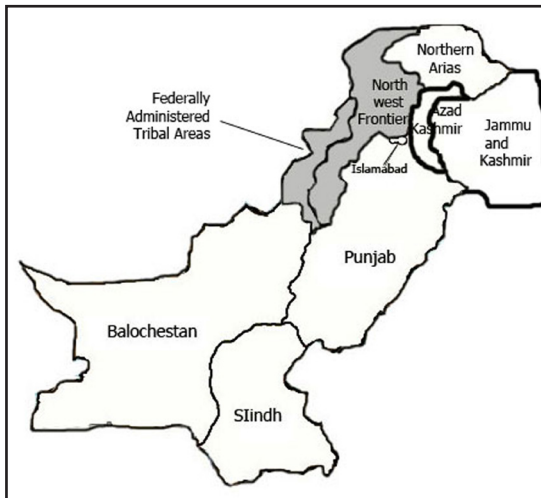 Northern
Arias
North
west
Frontier
Federally
Administered
Tribal Areas
Azad
Kashmir
Jammu
and
Kashmir
Islamabad
Punjab
Balochestan
SIindh